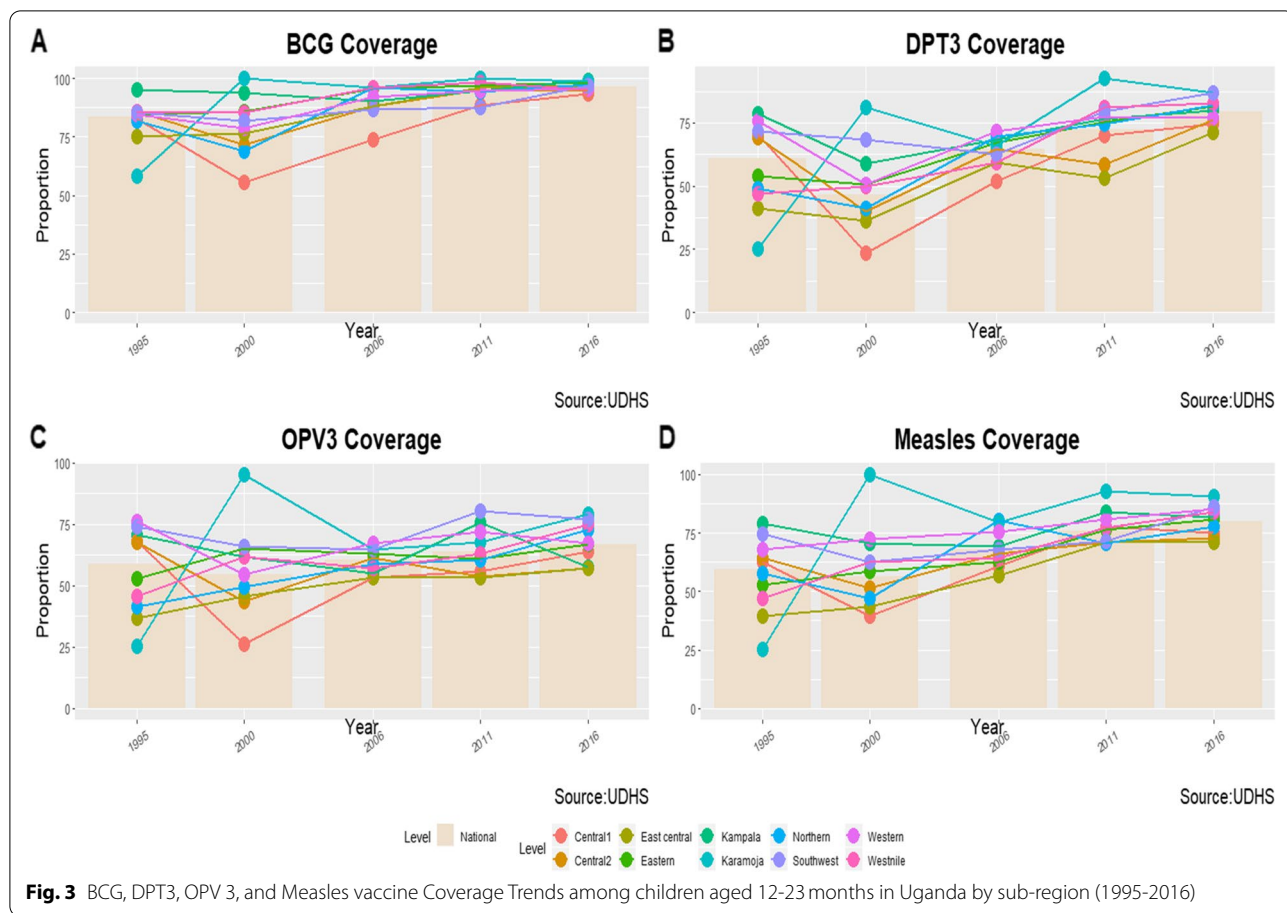 A BCG Coverage
Proportion
100
75
50
25
0
1995 2000 2006 2011 2016
Year
Source:UDHS
B DPT3 Coverage
Proportion
75
50
25
0
1995 2000 2006 2011 2016
Year
Source:UDHS
C OPV3 Coverage
Proportion
100
75
50
25
0
1995 2000 2006 2011 2016
Year
Source:UDHS
D Measles Coverage
Proportion
100
75
50
25
0
1995 2000 2006 2011 2016
Year
Source:UDHS
Level National Level Central1 East central Kampala Northern Western
Central2 Eastern Karamoja Southwest Westnile
Fig. 3 BCG, DPT3, OPV 3, and Measles vaccine Coverage Trends among children aged 12-23 months in Uganda by sub-region (1995-2016)